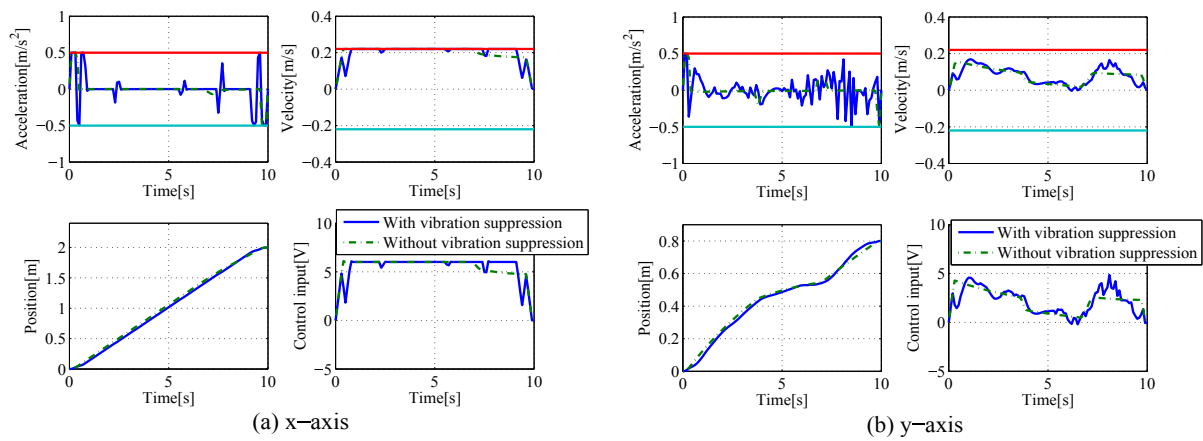 Acceleration[m/s²]
1
0.5
0
−0.5
−1
0
5
10
Time[s]
Velocity[m/s]
0.4
0.2
0
−0.2
−0.4
0
5
10
Time[s]
Position[m]
2
1
0
0
5
10
Time[s]
Control input[V]
10
5
0
−5
0
5
10
Time[s]
With vibration suppression
Without vibration suppression
(a) x−axis
Acceleration[m/s²]
1
0.5
0
−0.5
−1
0
5
10
Time[s]
Velocity[m/s]
0.4
0.2
0
−0.2
−0.4
0
5
10
Time[s]
Position[m]
0.8
0.6
0.4
0.2
0
0
5
10
Time[s]
Control input[V]
10
5
0
−5
0
5
10
Time[s]
With vibration suppression
Without vibration suppression
(b) y−axis